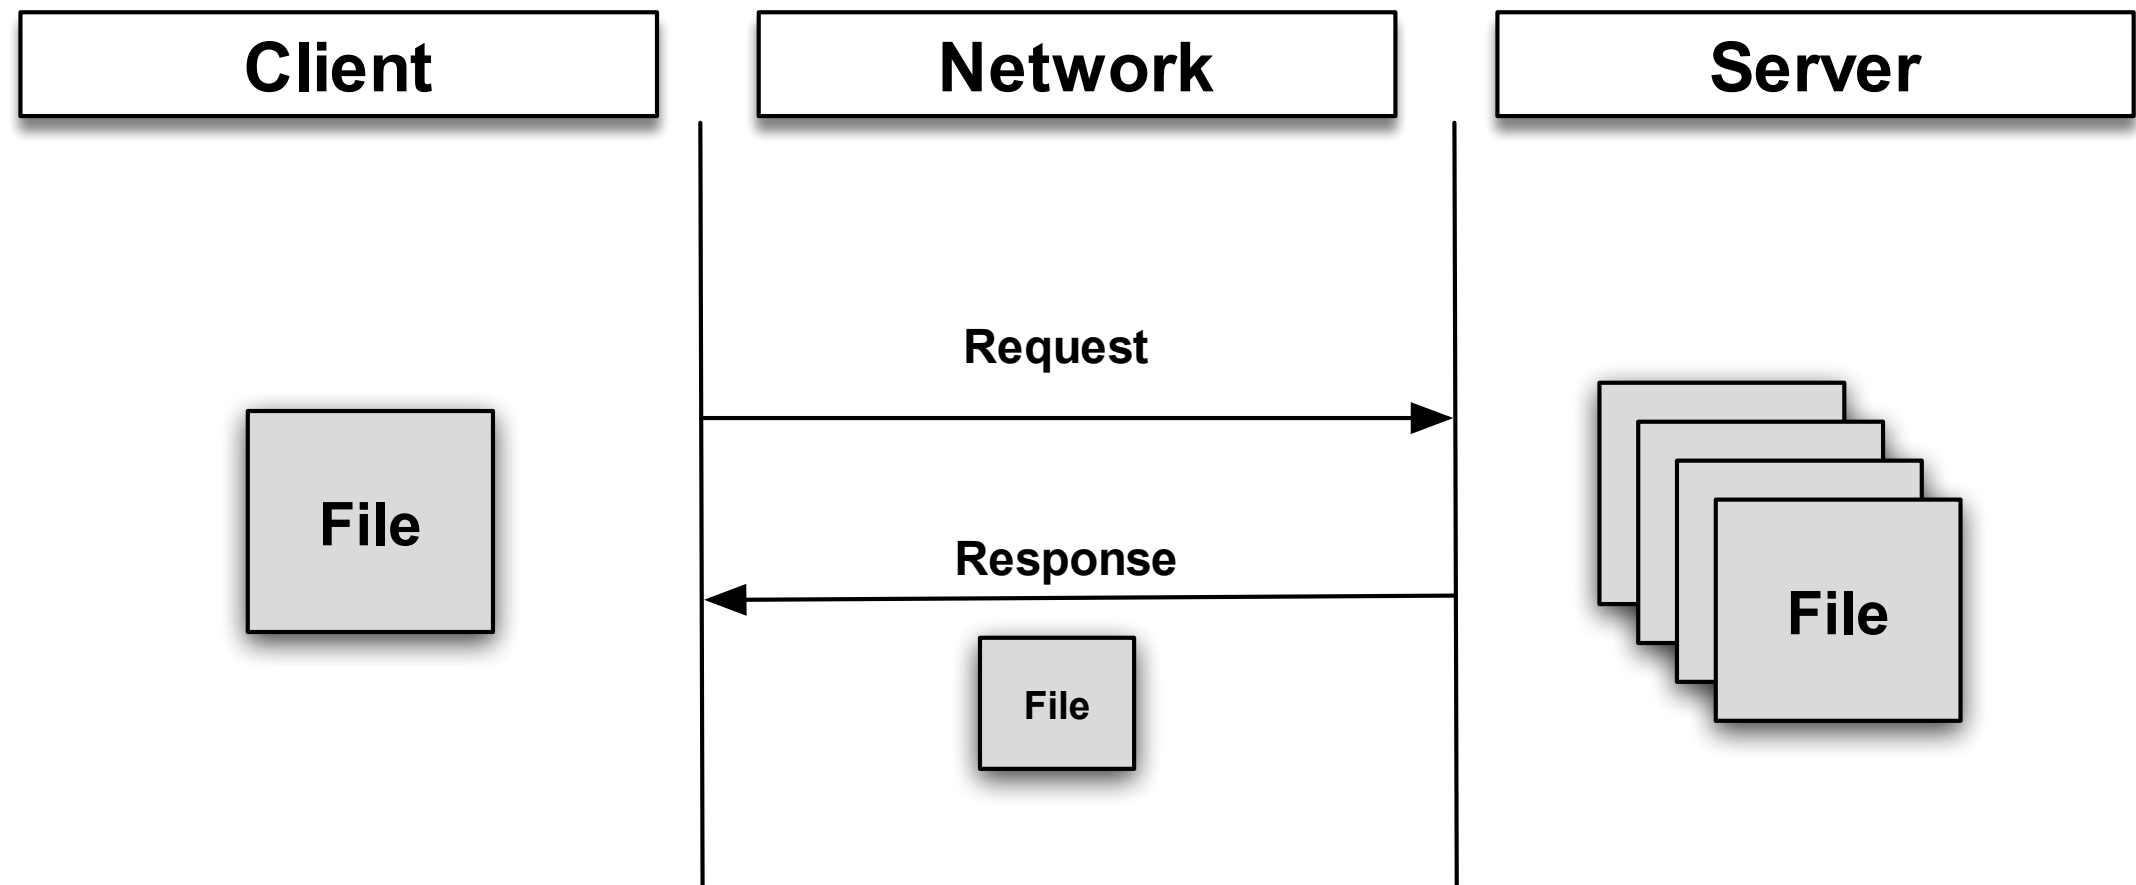 Client
Network
Server
Request
File
Response
File
File